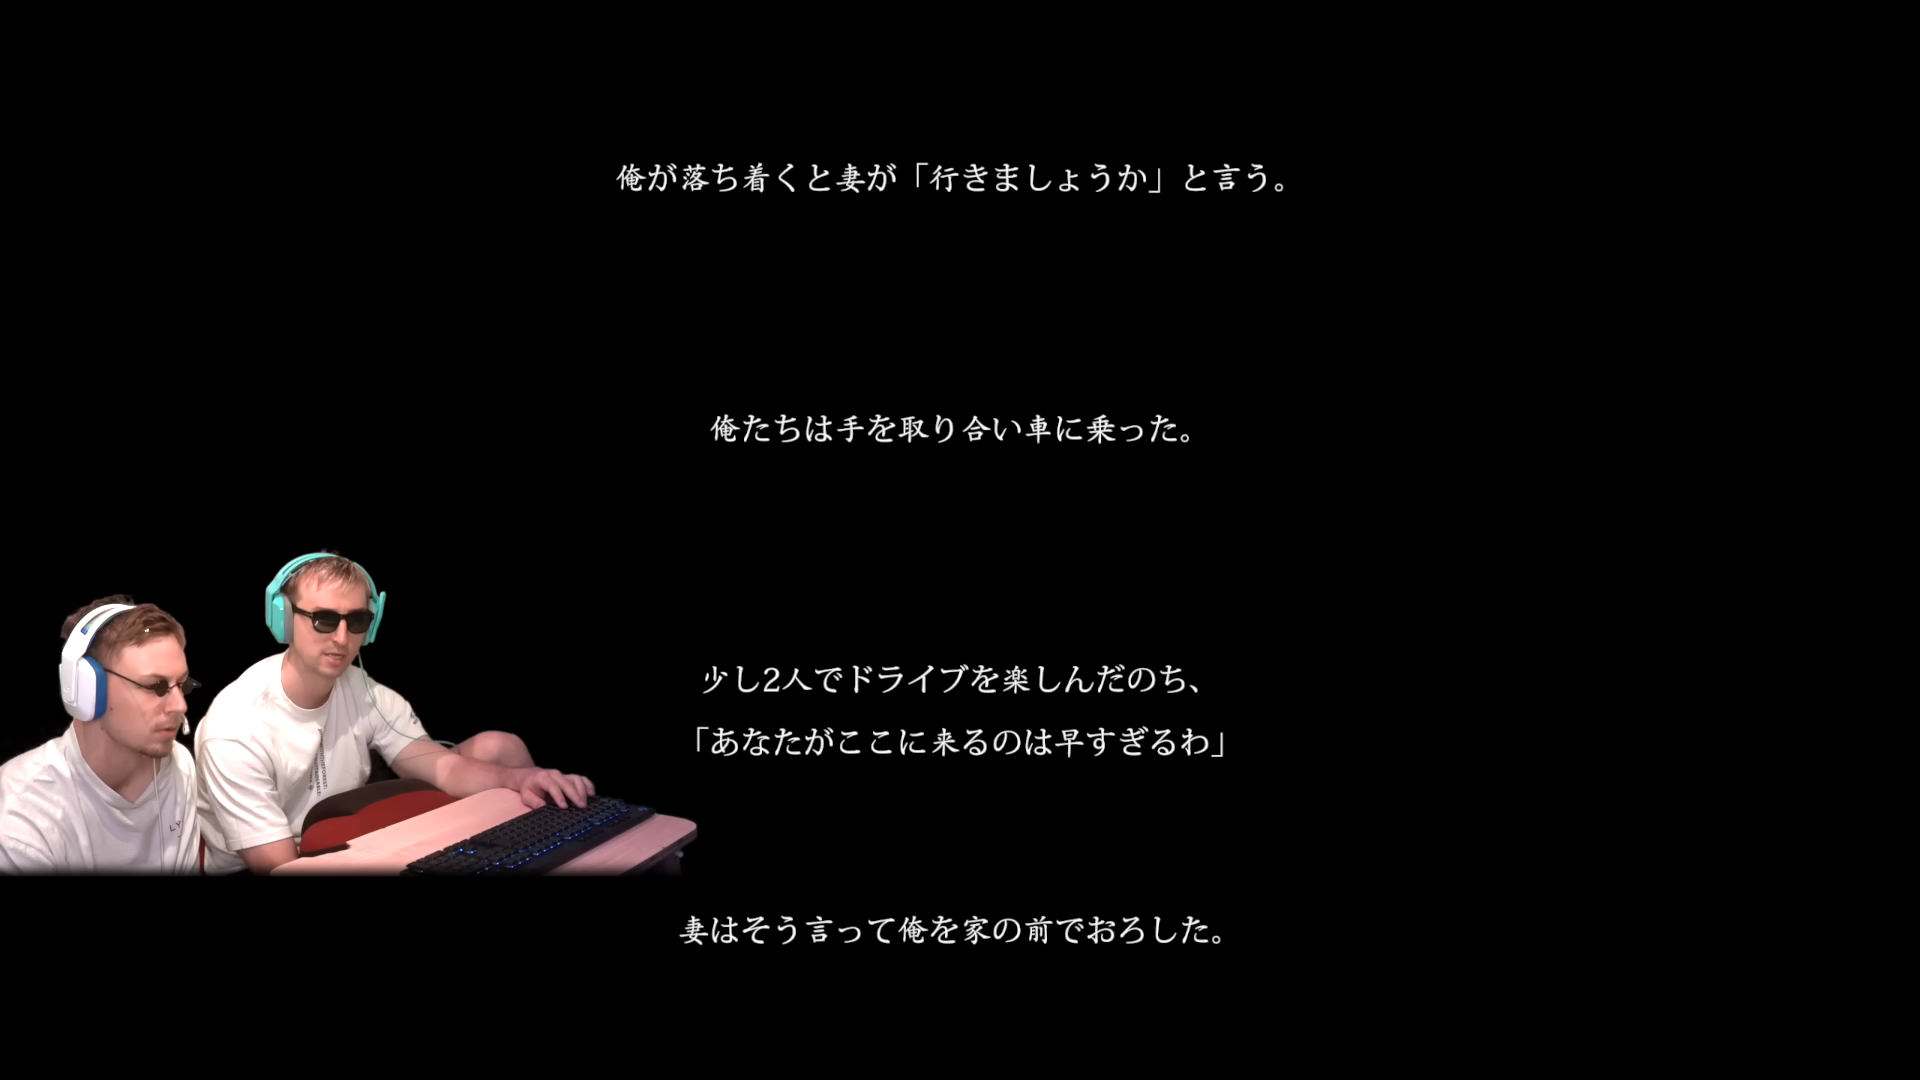 俺が落ち着くと妻が「行きましょうか」と言う。
俺たちは手を取り合い車に乗った。
少し2人でドライブを楽しんだのち、
「あなたがここに来るのは早すぎるわ」
妻はそう言って俺を家の前でおろした。